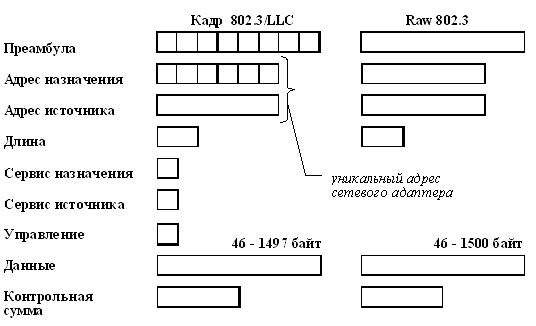 Кадр 802.3/LLC
Raw 802.3
Преамбула
Адрес назначения
Адрес источника
Длина
уникальный адрес
сетевого адаптера
Сервис назначения
Сервис источника
Управление
46 - 1497 байт
46 - 1500 байт
Данные
Контрольная
сумма